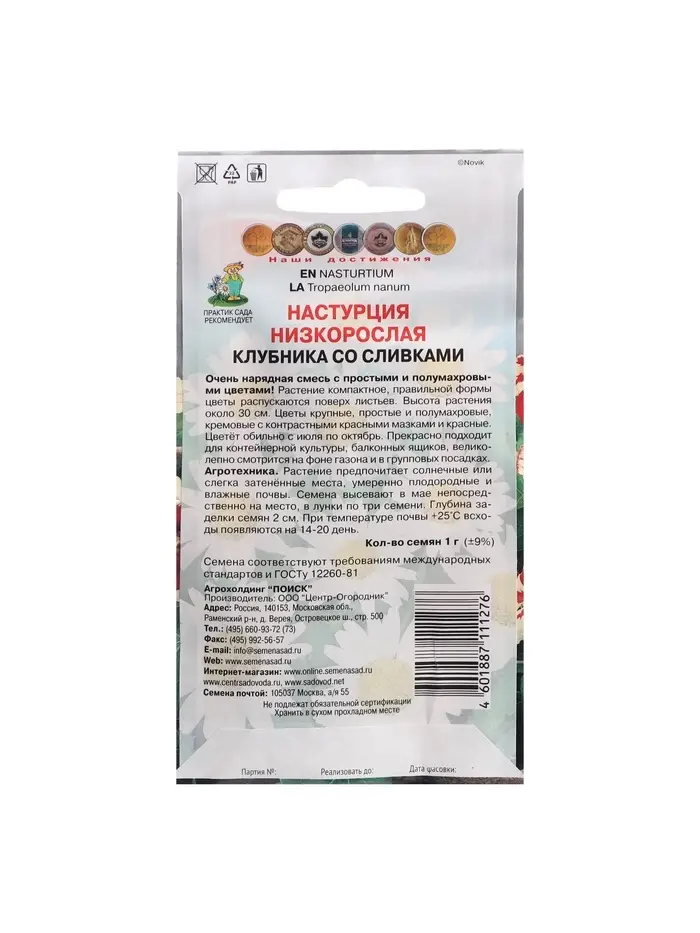 ©Novik
22
PAP
Наши достижения
EN NASTURTIUM
LA Tropaeolum nanum
ПРАКТИК САДА
РЕКОМЕНДУЕТ
НАСТУРЦИЯ
НИЗКОРОСЛАЯ
КЛУБНИКА СО СЛИВКАМИ
Очень нарядная смесь с простыми и полумахровы-
ми цветами! Растение компактное, правильной формы
цветы распускаются поверх листьев. Высота растения
около 30 см. Цветы крупные, простые и полумахровые,
кремовые с контрастными красными мазками и красные.
Цветёт обильно с июля по октябрь. Прекрасно подходит
для контейнерной культуры, балконных ящиков, велико-
лепно смотрится на фоне газона и в групповых посадках.
Агротехника. Растение предпочитает солнечные или
слегка затенённые места, умеренно плодородные и
влажные почвы. Семена высевают в мае непосред-
ственно на место, в лунки по три семени. Глубина за-
делки семян 2 см. При температуре почвы +25˚С всхо-
ды появляются на 14-20 день.
Кол-во семян 1 г (±9%)
Семена соответствуют требованиям международных
стандартов и ГОСТу 12260-81
Агрохолдинг "ПОИСК"
Производитель: ООО "Центр-Огородник"
Адрес: Россия, 140153, Московская обл.,
Раменский р-н, д. Верея, Островецкое ш., стр. 500
Тел.: (495) 660-93-72 (73)
Факс: (495) 992-56-57
E-mail: info@semenasad.ru
Web: www.semenasad.ru
Интернет-магазин: www.online.semenasad.ru
www.centrsadovoda.ru, www.sadovod.net
Семена почтой: 105037 Москва, а/я 55
Не подлежат обязательной сертификации
Хранить в сухом прохладном месте
4 601887 111276
Партия №:
Реализовать до:
Дата фасовки: